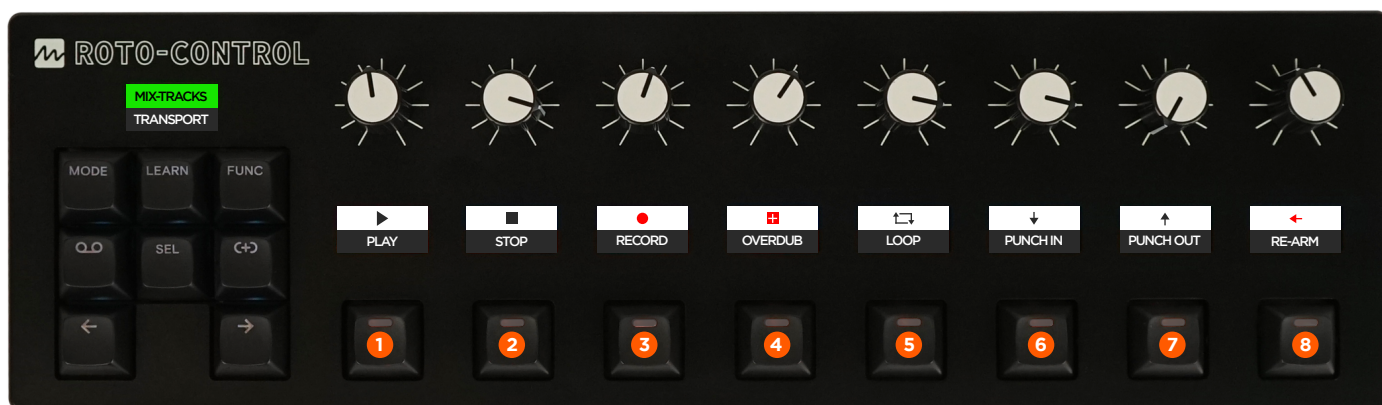 ROTO-CONTROL
MIX-TRACKS
TRANSPORT
MODE LEARN FUNC
SEL
PLAY STOP RECORD OVERDUB LOOP PUNCH IN PUNCH OUT RE-ARM
1 2 3 4 5 6 7 8